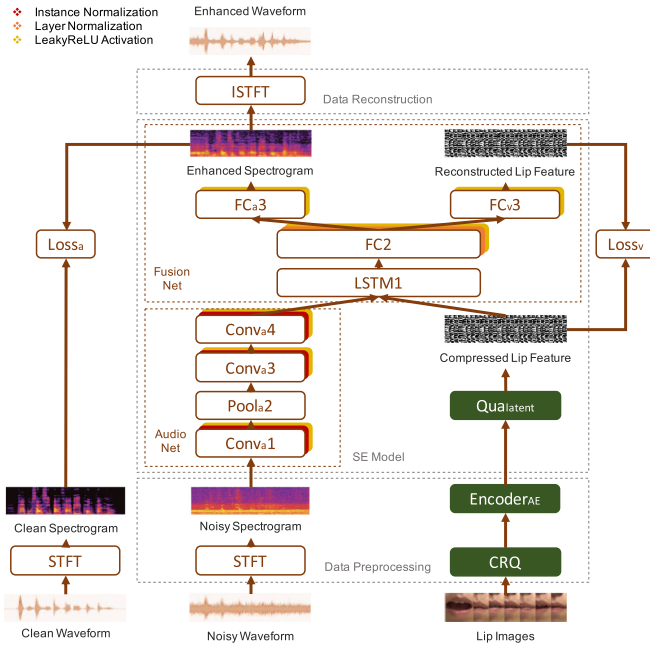 Enhanced Waveform
Instance Normalization
Layer Normalization
LeakyReLU Activation
ISTFT
Data Reconstruction
Enhanced Spectrogram
Reconstructed Lip Feature
FCa3
FCv3
Lossa
FC2
Lossv
Fusion
Net
LSTM1
Conva4
Compressed Lip Feature
Conva3
Poola2
Qualatent
Audio
Net
Conva1
SE Model
EncoderAE
Clean Spectrogram
Noisy Spectrogram
STFT
STFT
Data Preprocessing
CRQ
Clean Waveform
Noisy Waveform
Lip Images